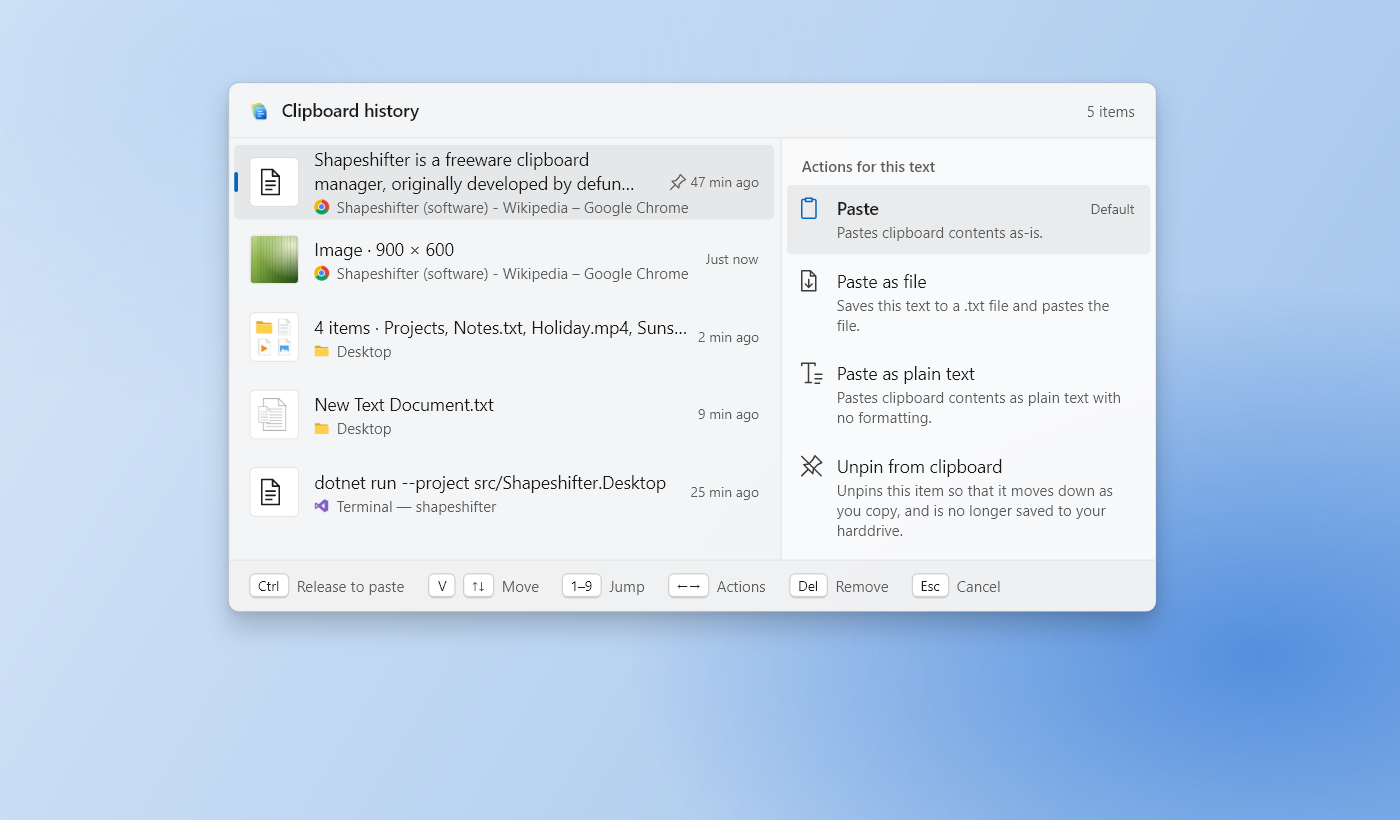 Clipboard history
5 items
Shapeshifter is a freeware clipboard
manager, originally developed by defun...
47 min ago
Shapeshifter (software) - Wikipedia – Google Chrome
Image · 900 × 600
Shapeshifter (software) - Wikipedia – Google Chrome
Just now
4 items · Projects, Notes.txt, Holiday.mp4, Suns...
Desktop
2 min ago
New Text Document.txt
Desktop
9 min ago
dotnet run --project src/Shapeshifter.Desktop
Terminal — shapeshifter
25 min ago
Actions for this text
Paste
Default
Pastes clipboard contents as-is.
Paste as file
Saves this text to a .txt file and pastes the
file.
Paste as plain text
Pastes clipboard contents as plain text with
no formatting.
Unpin from clipboard
Unpins this item so that it moves down as
you copy, and is no longer saved to your
harddrive.
Ctrl Release to paste V ↑↓ Move 1–9 Jump ←→ Actions Del Remove Esc Cancel